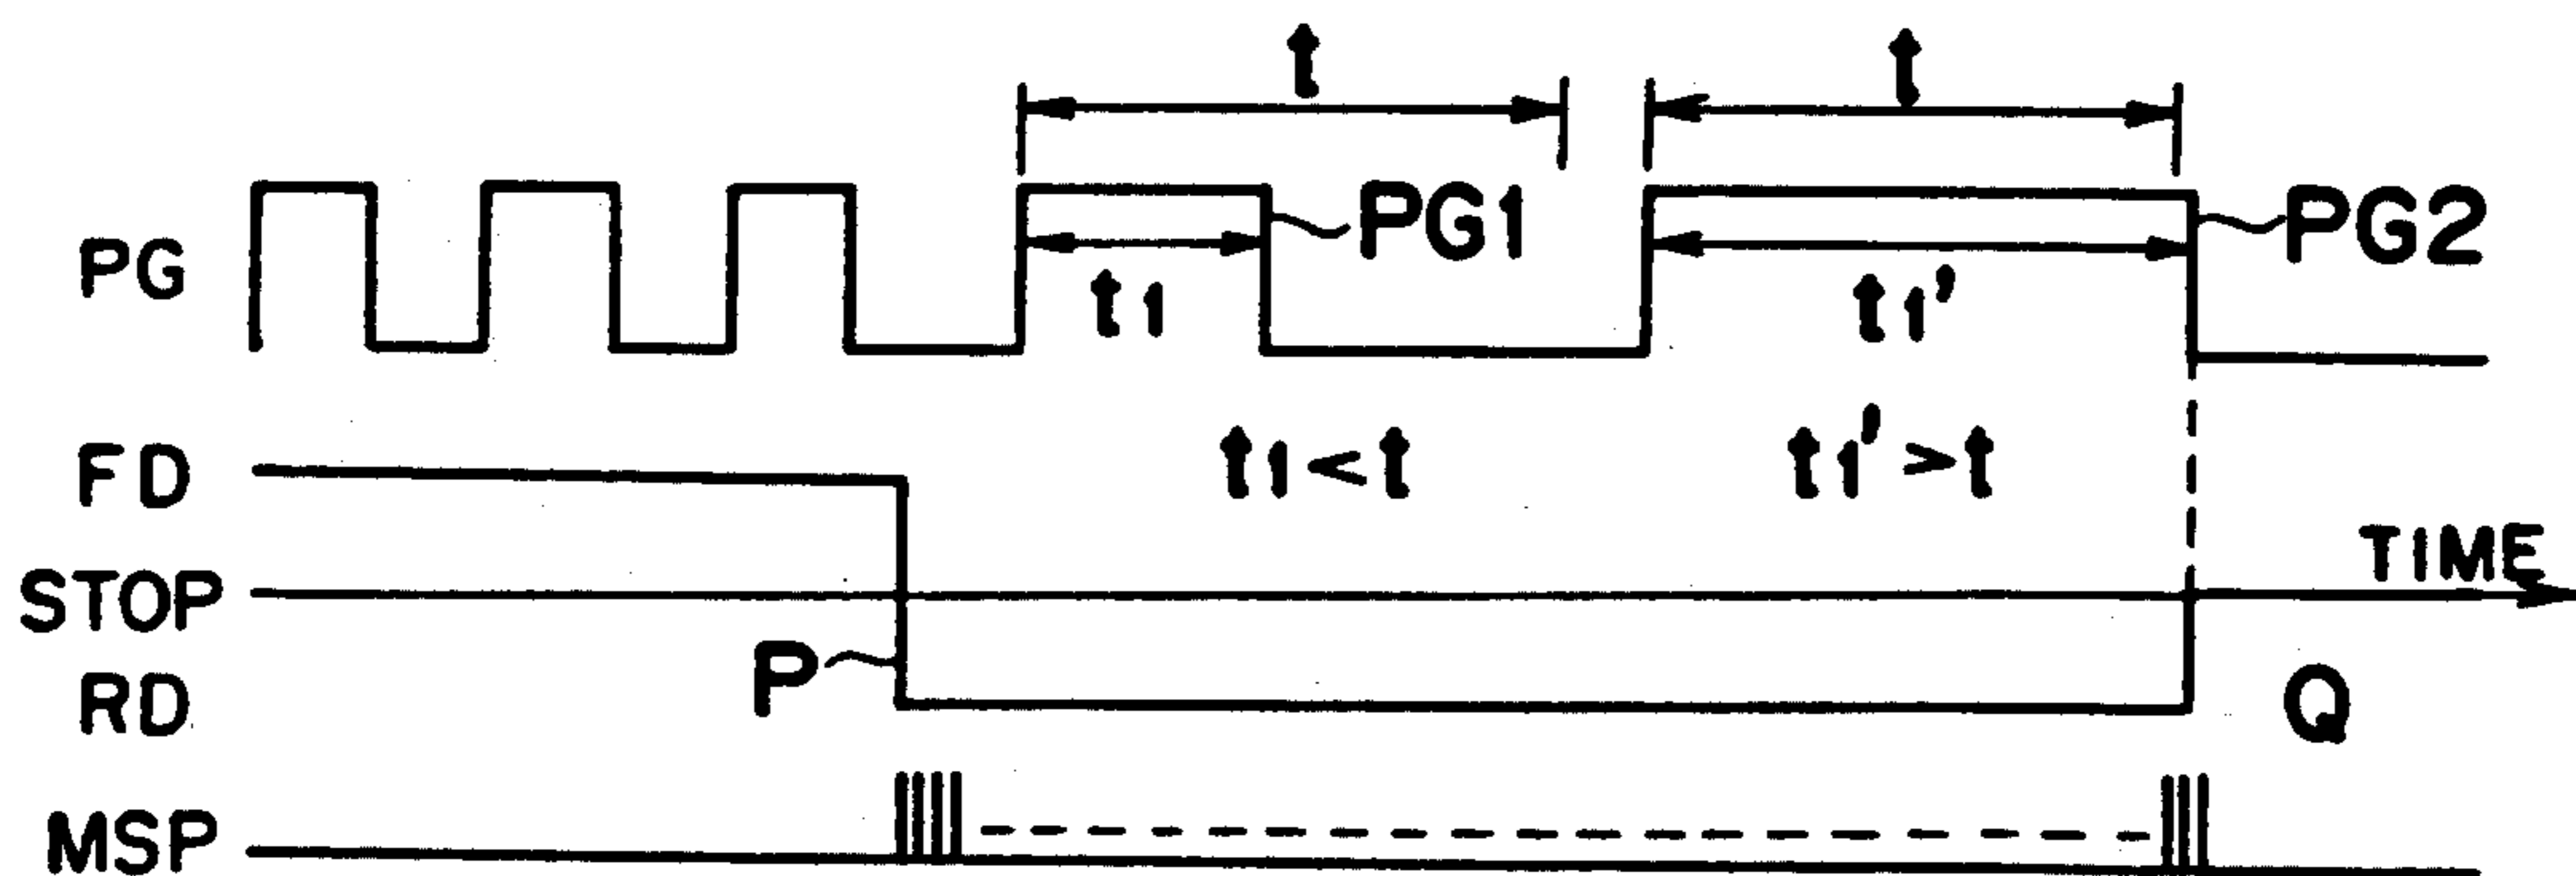 t t
PG PG1 PG2
t1 t1'
FD t1<t t1'>t
TIME
STOP
P
RD Q
MSP